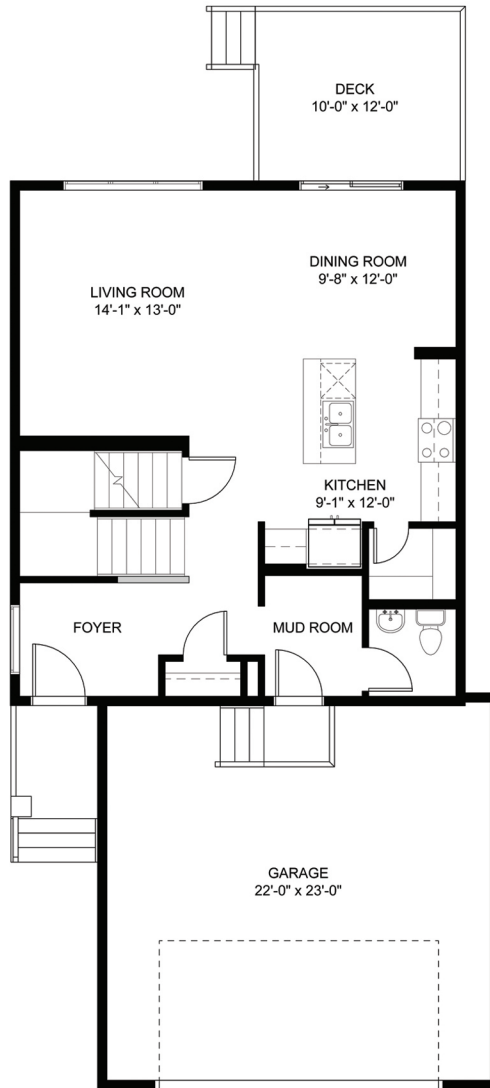 DECK
10'-0" x 12'-0"
DINING ROOM
9'-8" x 12'-0"
LIVING ROOM
14'-1" x 13'-0"
KITCHEN
9'-1" x 12'-0"
FOYER
MUD ROOM
GARAGE
22'-0" x 23'-0"